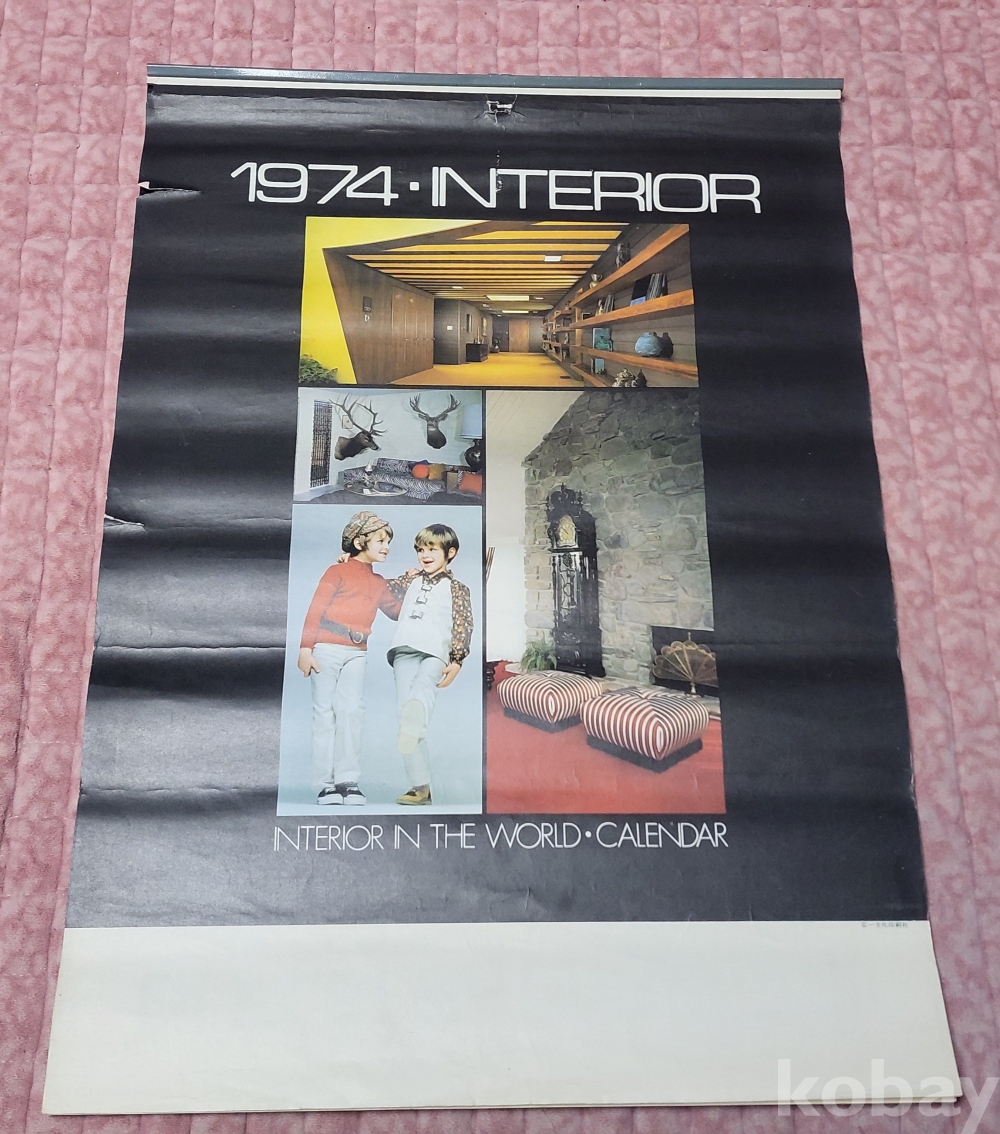 1974·INTERIOR
INTERIOR IN THE WORLD·CALENDAR
kobay